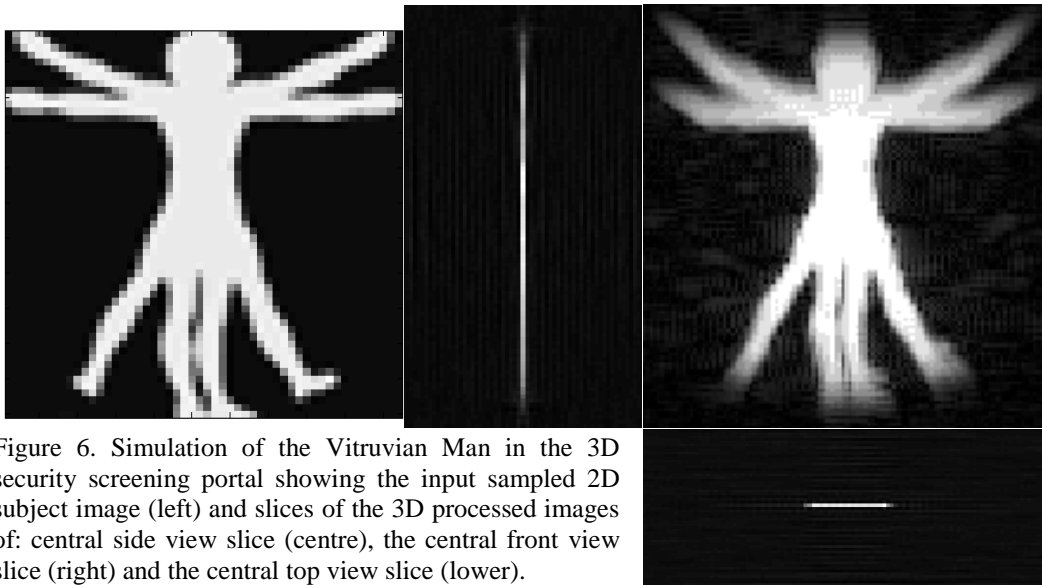 Figure 6. Simulation of the Vitruvian Man in the 3D
security screening portal showing the input sampled 2D
subject image (left) and slices of the 3D processed images
of: central side view slice (centre), the central front view
slice (right) and the central top view slice (lower).